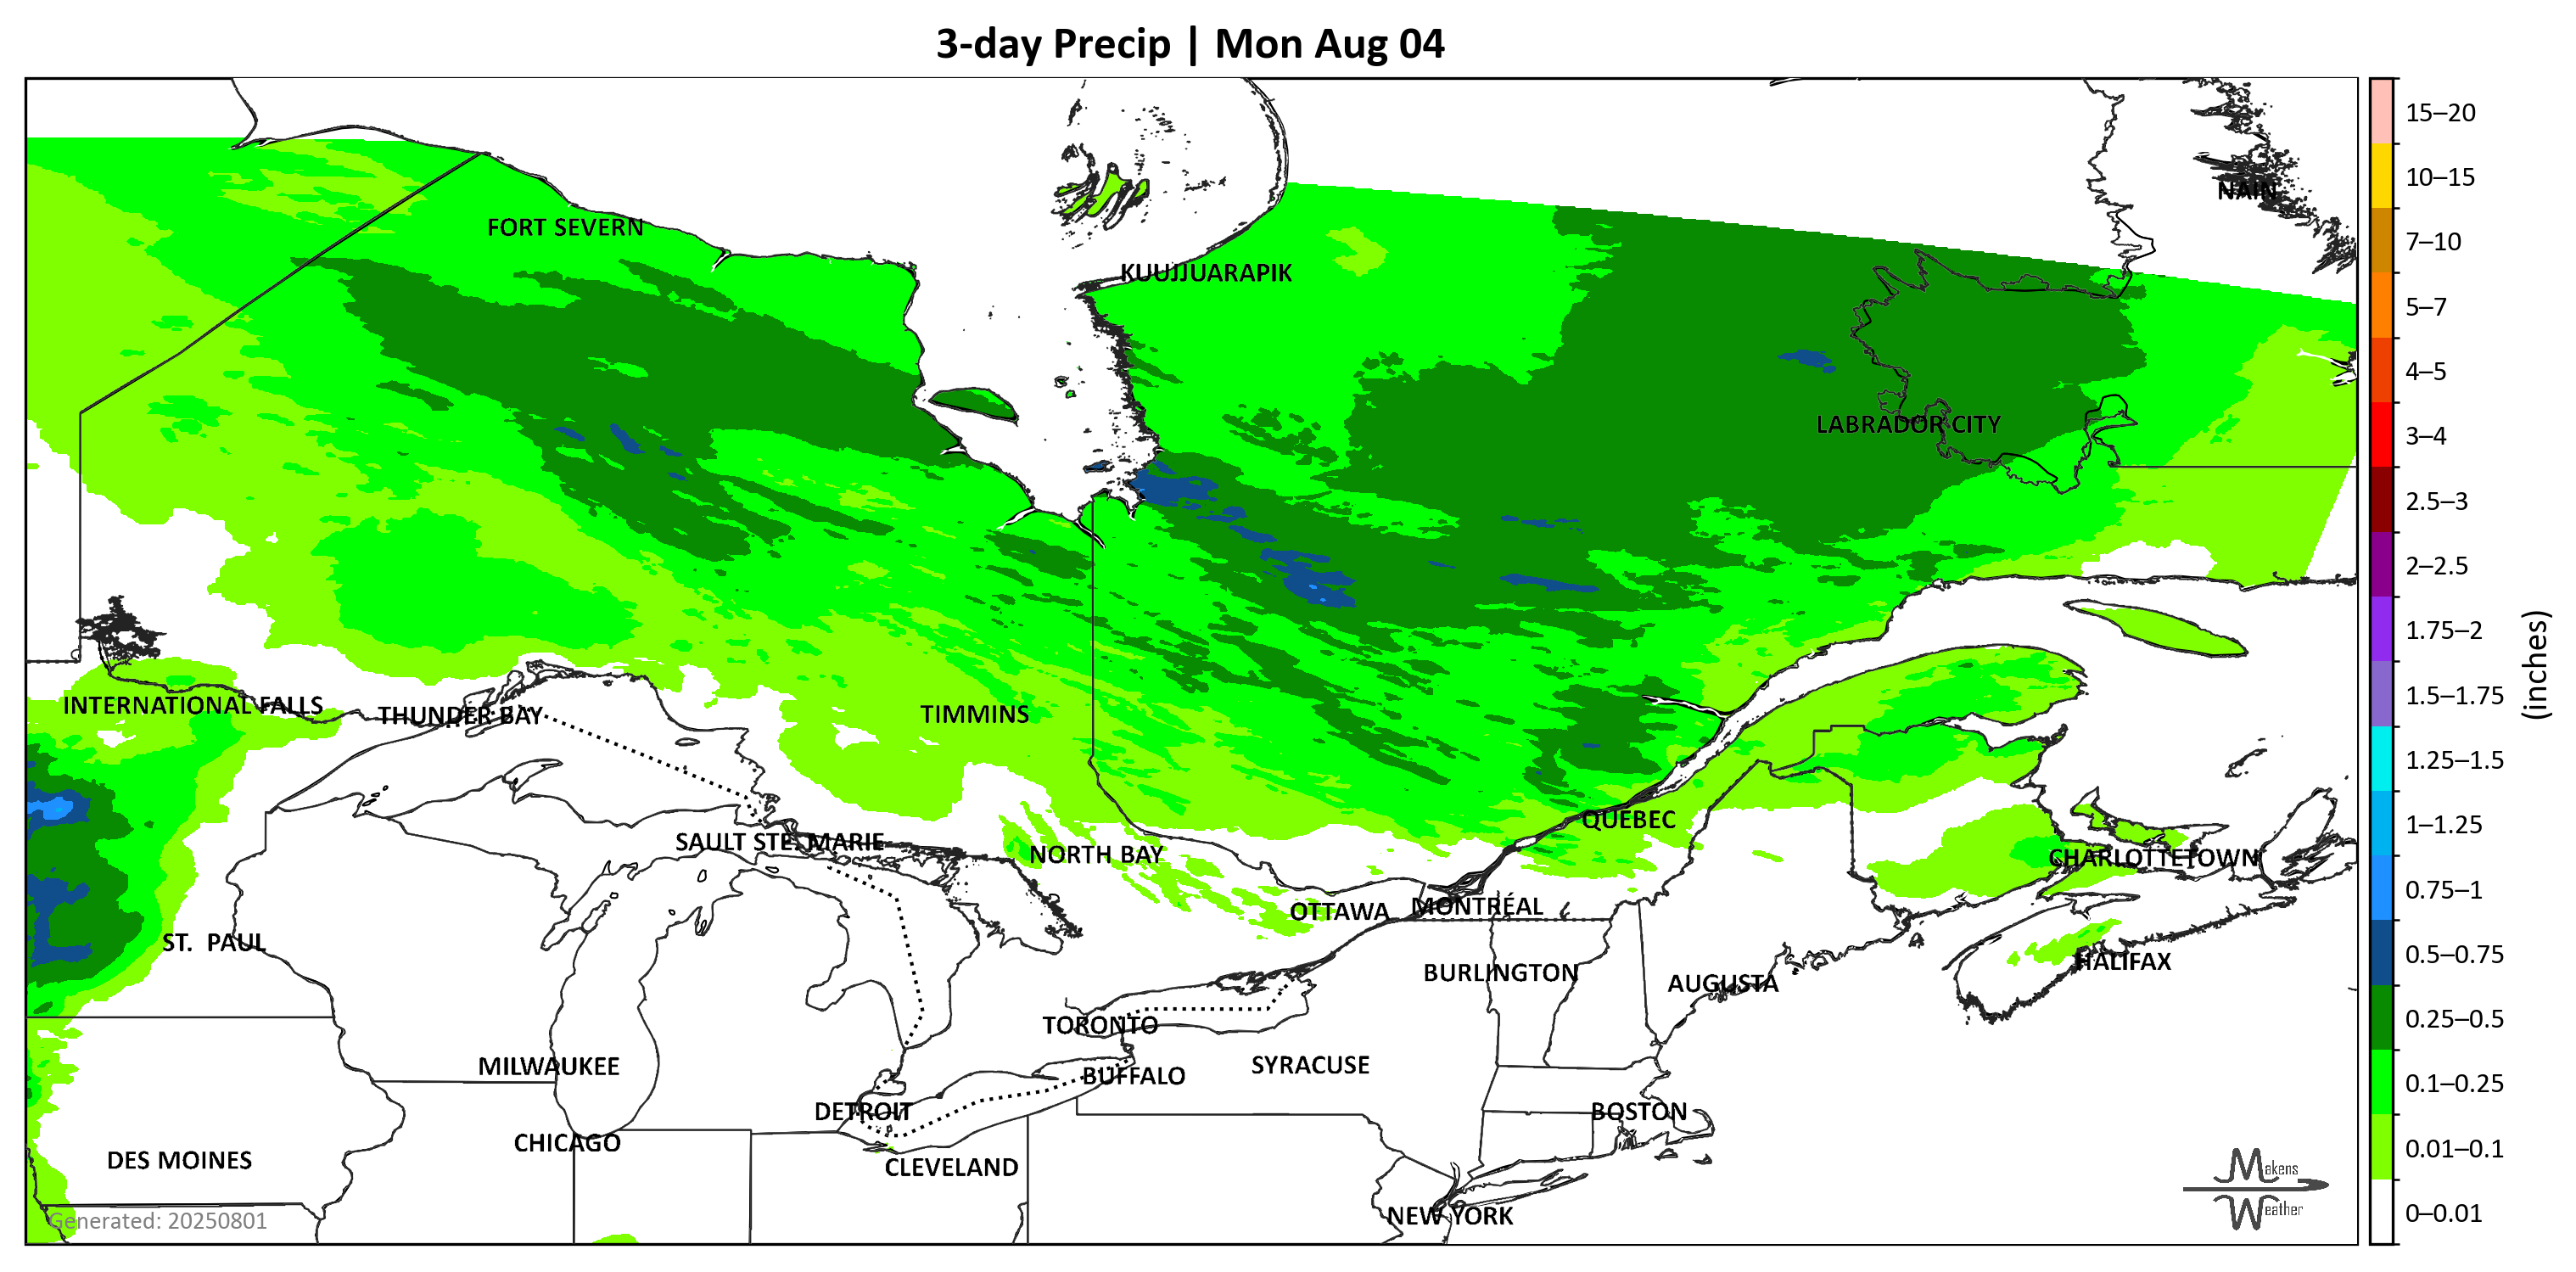 3-day Precip | Mon Aug 04
15–20
10–15
7–10
5–7
4–5
3–4
2.5–3
2–2.5
1.75–2
1.5–1.75
1.25–1.5
1–1.25
0.75–1
0.5–0.75
0.25–0.5
0.1–0.25
0.01–0.1
0–0.01
(inches)
NAIN
FORT SEVERN
KUUJJUARAPIK
LABRADOR CITY
INTERNATIONAL FALLS
THUNDER BAY
TIMMINS
QUÉBEC
SAULT STE. MARIE
NORTH BAY
CHARLOTTETOWN
OTTAWA
MONTRÉAL
ST. PAUL
HALIFAX
BURLINGTON
AUGUSTA
TORONTO
MILWAUKEE
SYRACUSE
BUFFALO
DETROIT
BOSTON
CHICAGO
DES MOINES
CLEVELAND
NEW YORK
Generated: 20250801
Makens
Weather